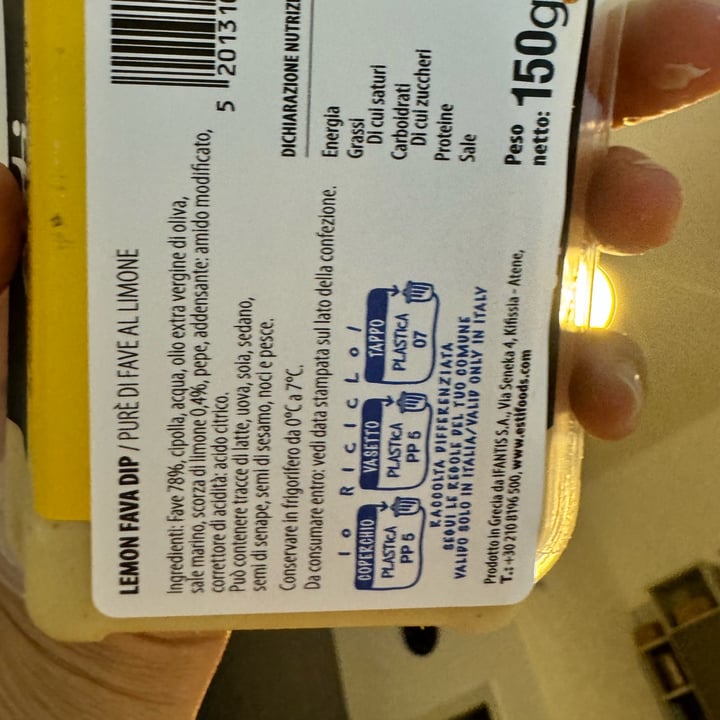 LEMON FAVA DIP / PURÈ DI FAVE AL LIMONE
Ingredienti: Fave 78%, cipolla, acqua, olio extra vergine di oliva,
sale marino, scorza di limone 0,4%, pepe, addensante: amido modificato,
correttore di acidità: acido citrico.
Può contenere tracce di latte, uova, soia, sedano,
semi di senape, semi di sesamo, noci e pesce.
Conservare in frigorifero da 0°C a 7°C.
Da consumare entro: vedi data stampata sul lato della confezione.
Io RICICLO!
COPERCHIO
PLASTICA
PP 5
VASETTO
PLASTICA
PP 5
TAPPO
PLASTICA
07
RACCOLTA DIFFERENZIATA
SEGUI LE REGOLE DEL TUO COMUNE
VALIDO SOLO IN ITALIA/VALID ONLY IN ITALY
Prodotto in Grecia da IFANTIS S.A., Via Seneka 4, Kifissia - Atene,
T.: +30 210 8196 500, www.estifoods.com
5 20131
DICHIARAZIONE
Energia
Grassi
Di cui saturi
Carboidrati
Di cui zuccheri
Proteine
Sale
Peso
netto: 150g